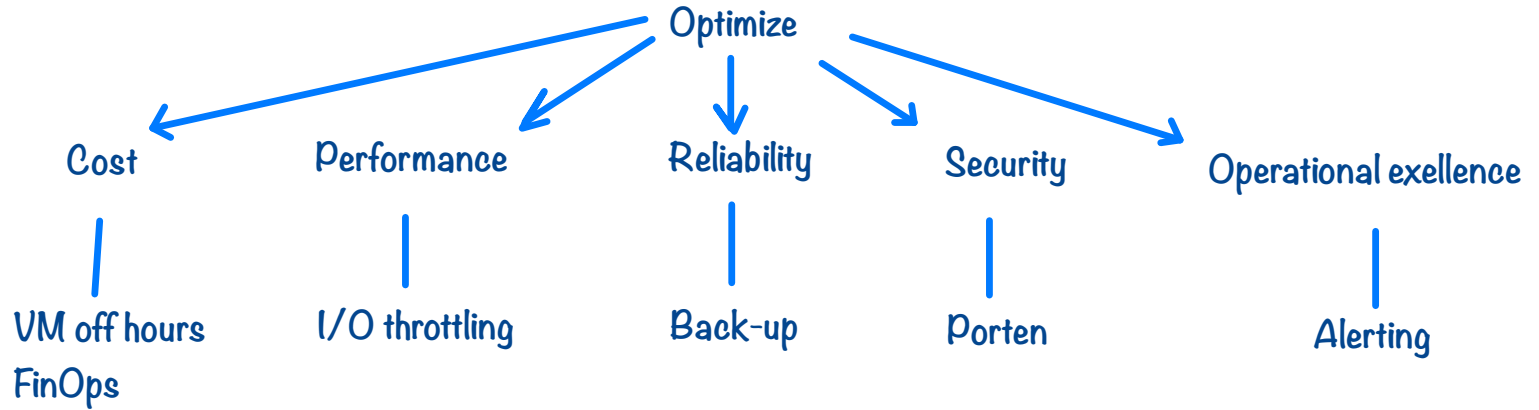 Optimize
Cost
Performance
Reliability
Security
Operational exellence
VM off hours
FinOps
I/O throttling
Back-up
Porten
Alerting